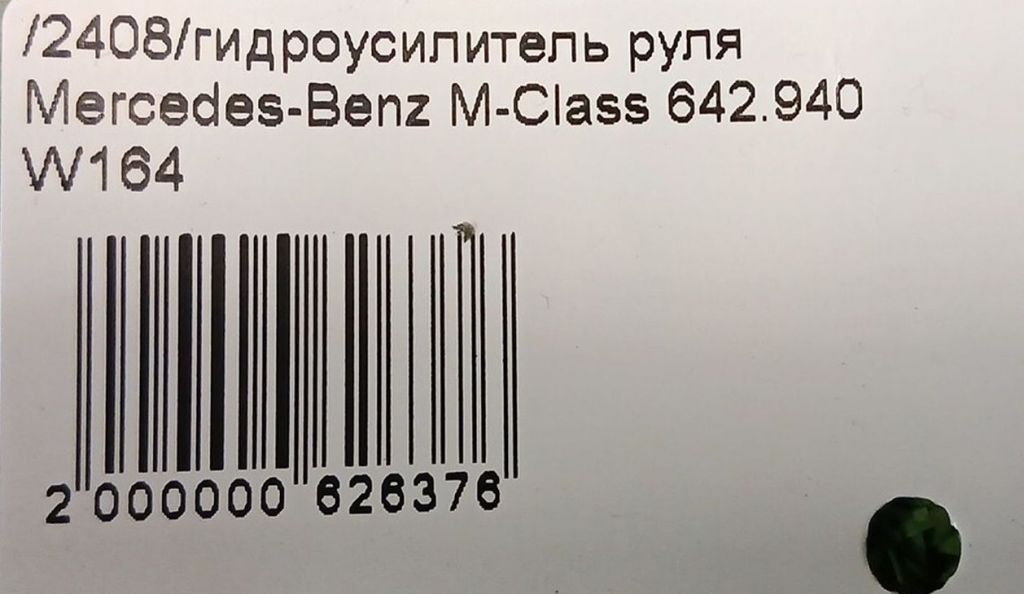 /2408/гидроусилитель руля
Mercedes-Benz M-Class 642.940
W164
2 000000 626376